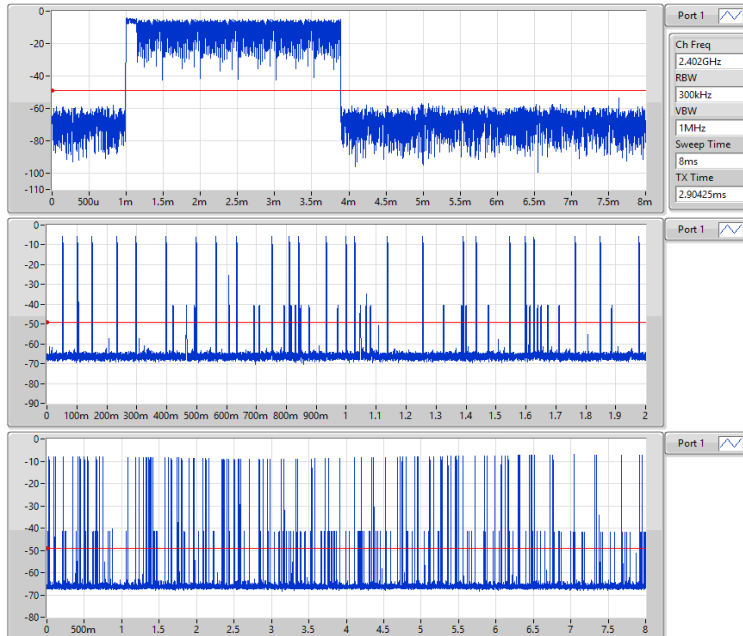 Port 1
0
-20
-40
-60
-80
-100
-110
0 500u 1m 1.5m 2m 2.5m 3m 3.5m 4m 4.5m 5m 5.5m 6m 6.5m 7m 7.5m 8m
Ch Freq
2.402GHz
RBW
300kHz
VBW
1MHz
Sweep Time
8ms
TX Time
2.90425ms
Port 1
0
-10
-20
-30
-40
-50
-60
-70
-80
-90
0 100m 200m 300m 400m 500m 600m 700m 800m 900m 1 1.1 1.2 1.3 1.4 1.5 1.6 1.7 1.8 1.9 2
Port 1
0
-10
-20
-30
-40
-50
-60
-70
-80
0 500m 1 1.5 2 2.5 3 3.5 4 4.5 5 5.5 6 6.5 7 7.5 8